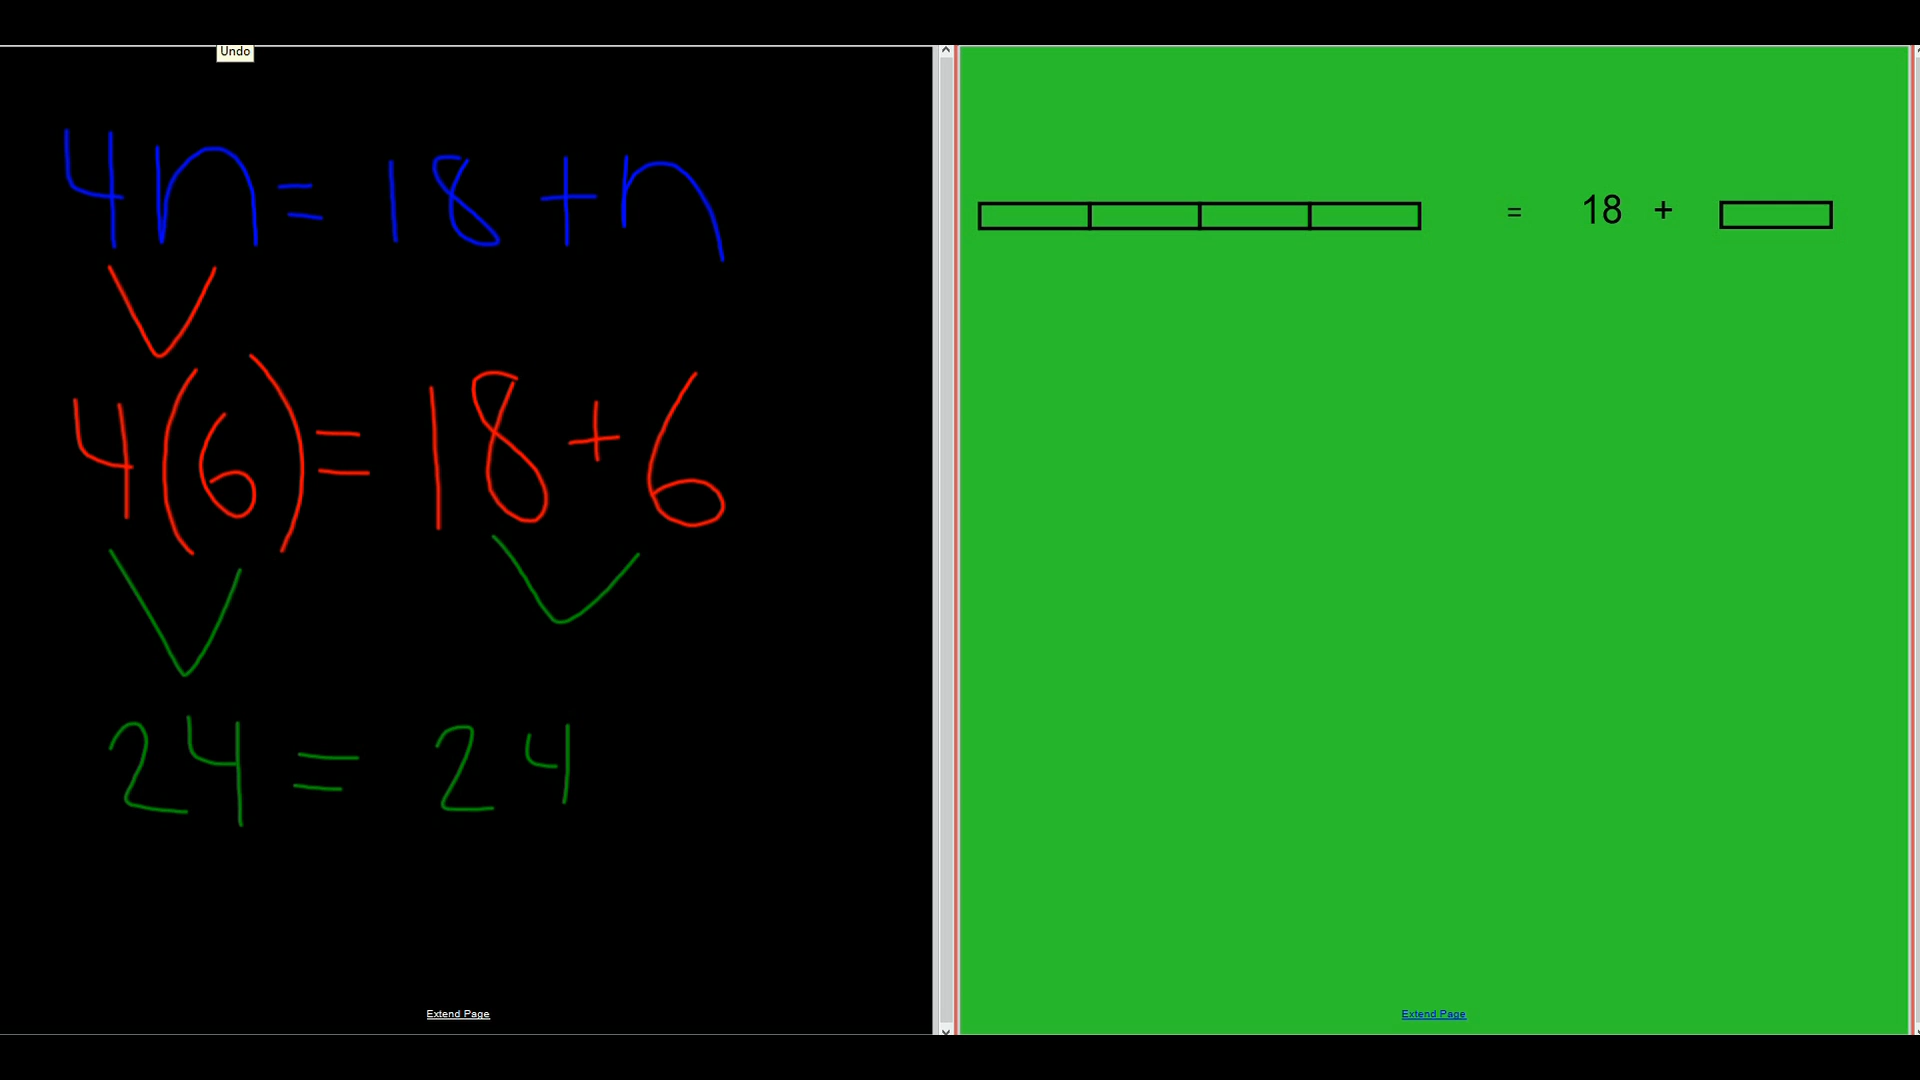 Undo
4n = 18 + n
4(6) = 18 + 6
24 = 24
Extend Page
= 18 +
Extend Page